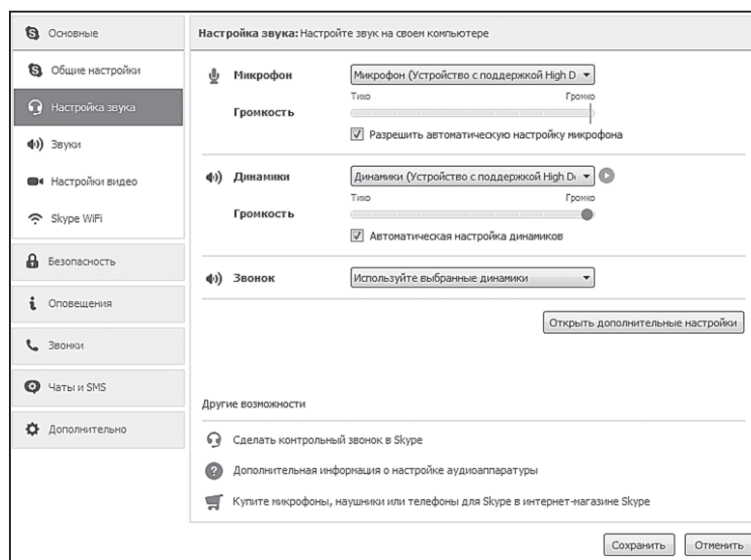 Основные
Общие настройки
Настройка звука
Звуки
Настройки видео
Skype WiFi
Безопасность
Оповещения
Звонки
Чаты и SMS
Дополнительно
Настройка звука: Настройте звук на своем компьютере
Микрофон
Микрофон (Устройство с поддержкой High D
Тихо Громко
Громкость
Разрешить автоматическую настройку микрофона
Динамики
Динамики (Устройство с поддержкой High D
Тихо Громко
Громкость
Автоматическая настройка динамиков
Звонок
Используйте выбранные динамики
Открыть дополнительные настройки
Другие возможности
Сделать контрольный звонок в Skype
Дополнительная информация о настройке аудиоаппаратуры
Купите микрофоны, наушники или телефоны для Skype в интернет-магазине Skype
Сохранить Отменить